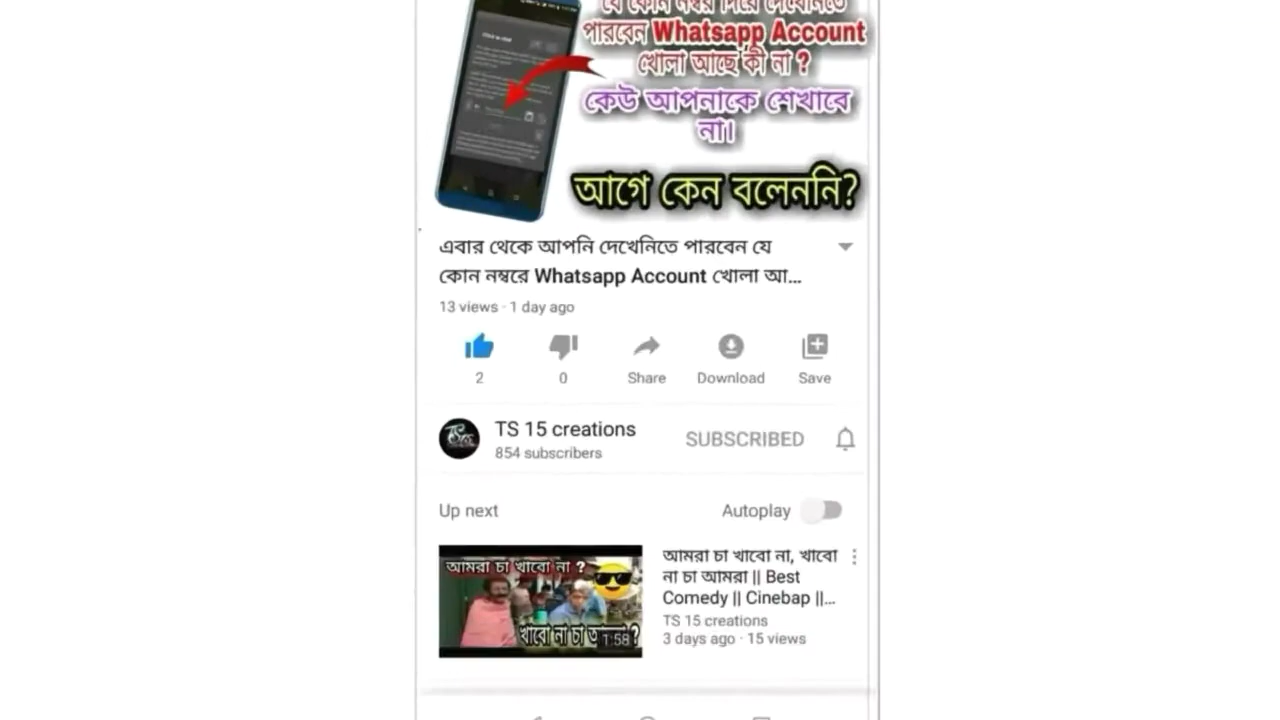 যে কোন নম্বর দিয়ে দেখেনিতে
পারবেন Whatsapp Account
খোলা আছে কী না ?
কেউ আপনাকে শেখাবে
না।
আগে কেন বলেননি?
এবার থেকে আপনি দেখেনিতে পারবেন যে
কোন নম্বরে Whatsapp Account খোলা আ...
13 views · 1 day ago
2
0
Share
Download
Save
TS 15 creations
854 subscribers
SUBSCRIBED
Up next
Autoplay
আমরা চা খাবো না ?
খাবো না চা
1:58
আমরা চা খাবো না, খাবো
না চা আমরা || Best
Comedy || Cinebap ||...
TS 15 creations
3 days ago · 15 views